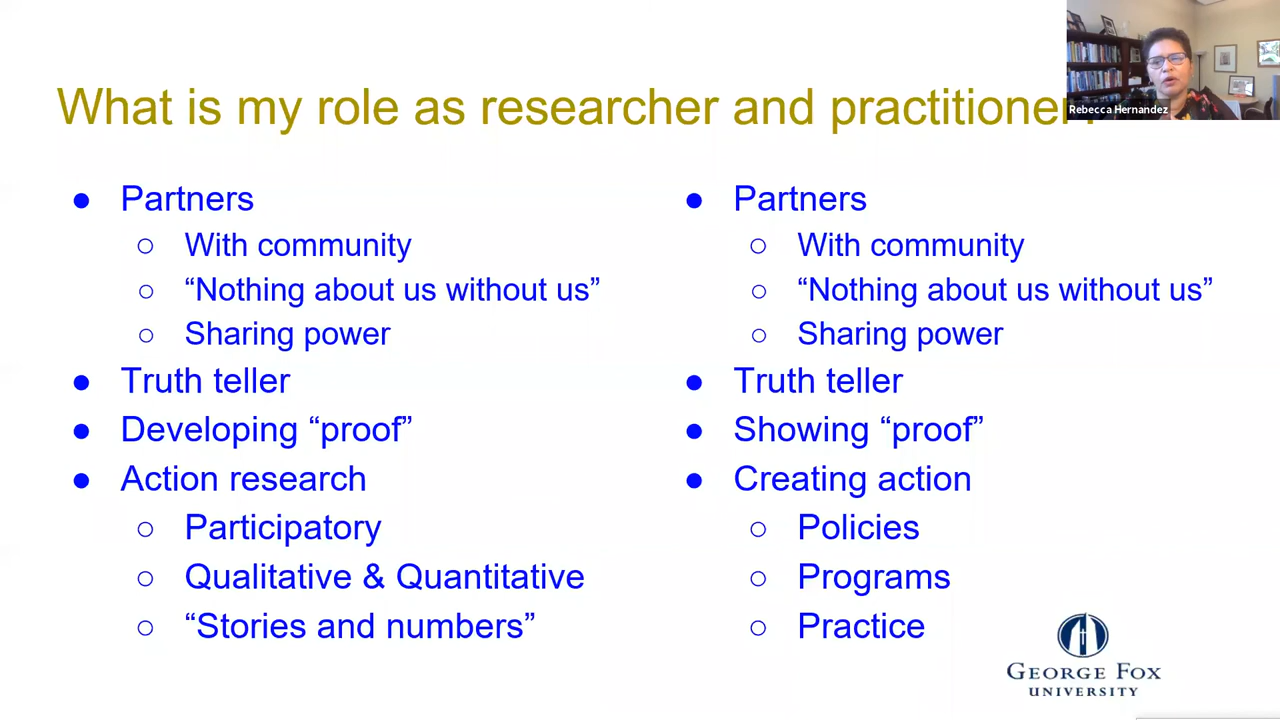 What is my role as researcher and practitioner
Rebecca Hernandez
● Partners
○ With community
○ “Nothing about us without us”
○ Sharing power
● Truth teller
● Developing “proof”
● Action research
○ Participatory
○ Qualitative & Quantitative
○ “Stories and numbers”
● Partners
○ With community
○ “Nothing about us without us”
○ Sharing power
● Truth teller
● Showing “proof”
● Creating action
○ Policies
○ Programs
○ Practice
GEORGE FOX
UNIVERSITY